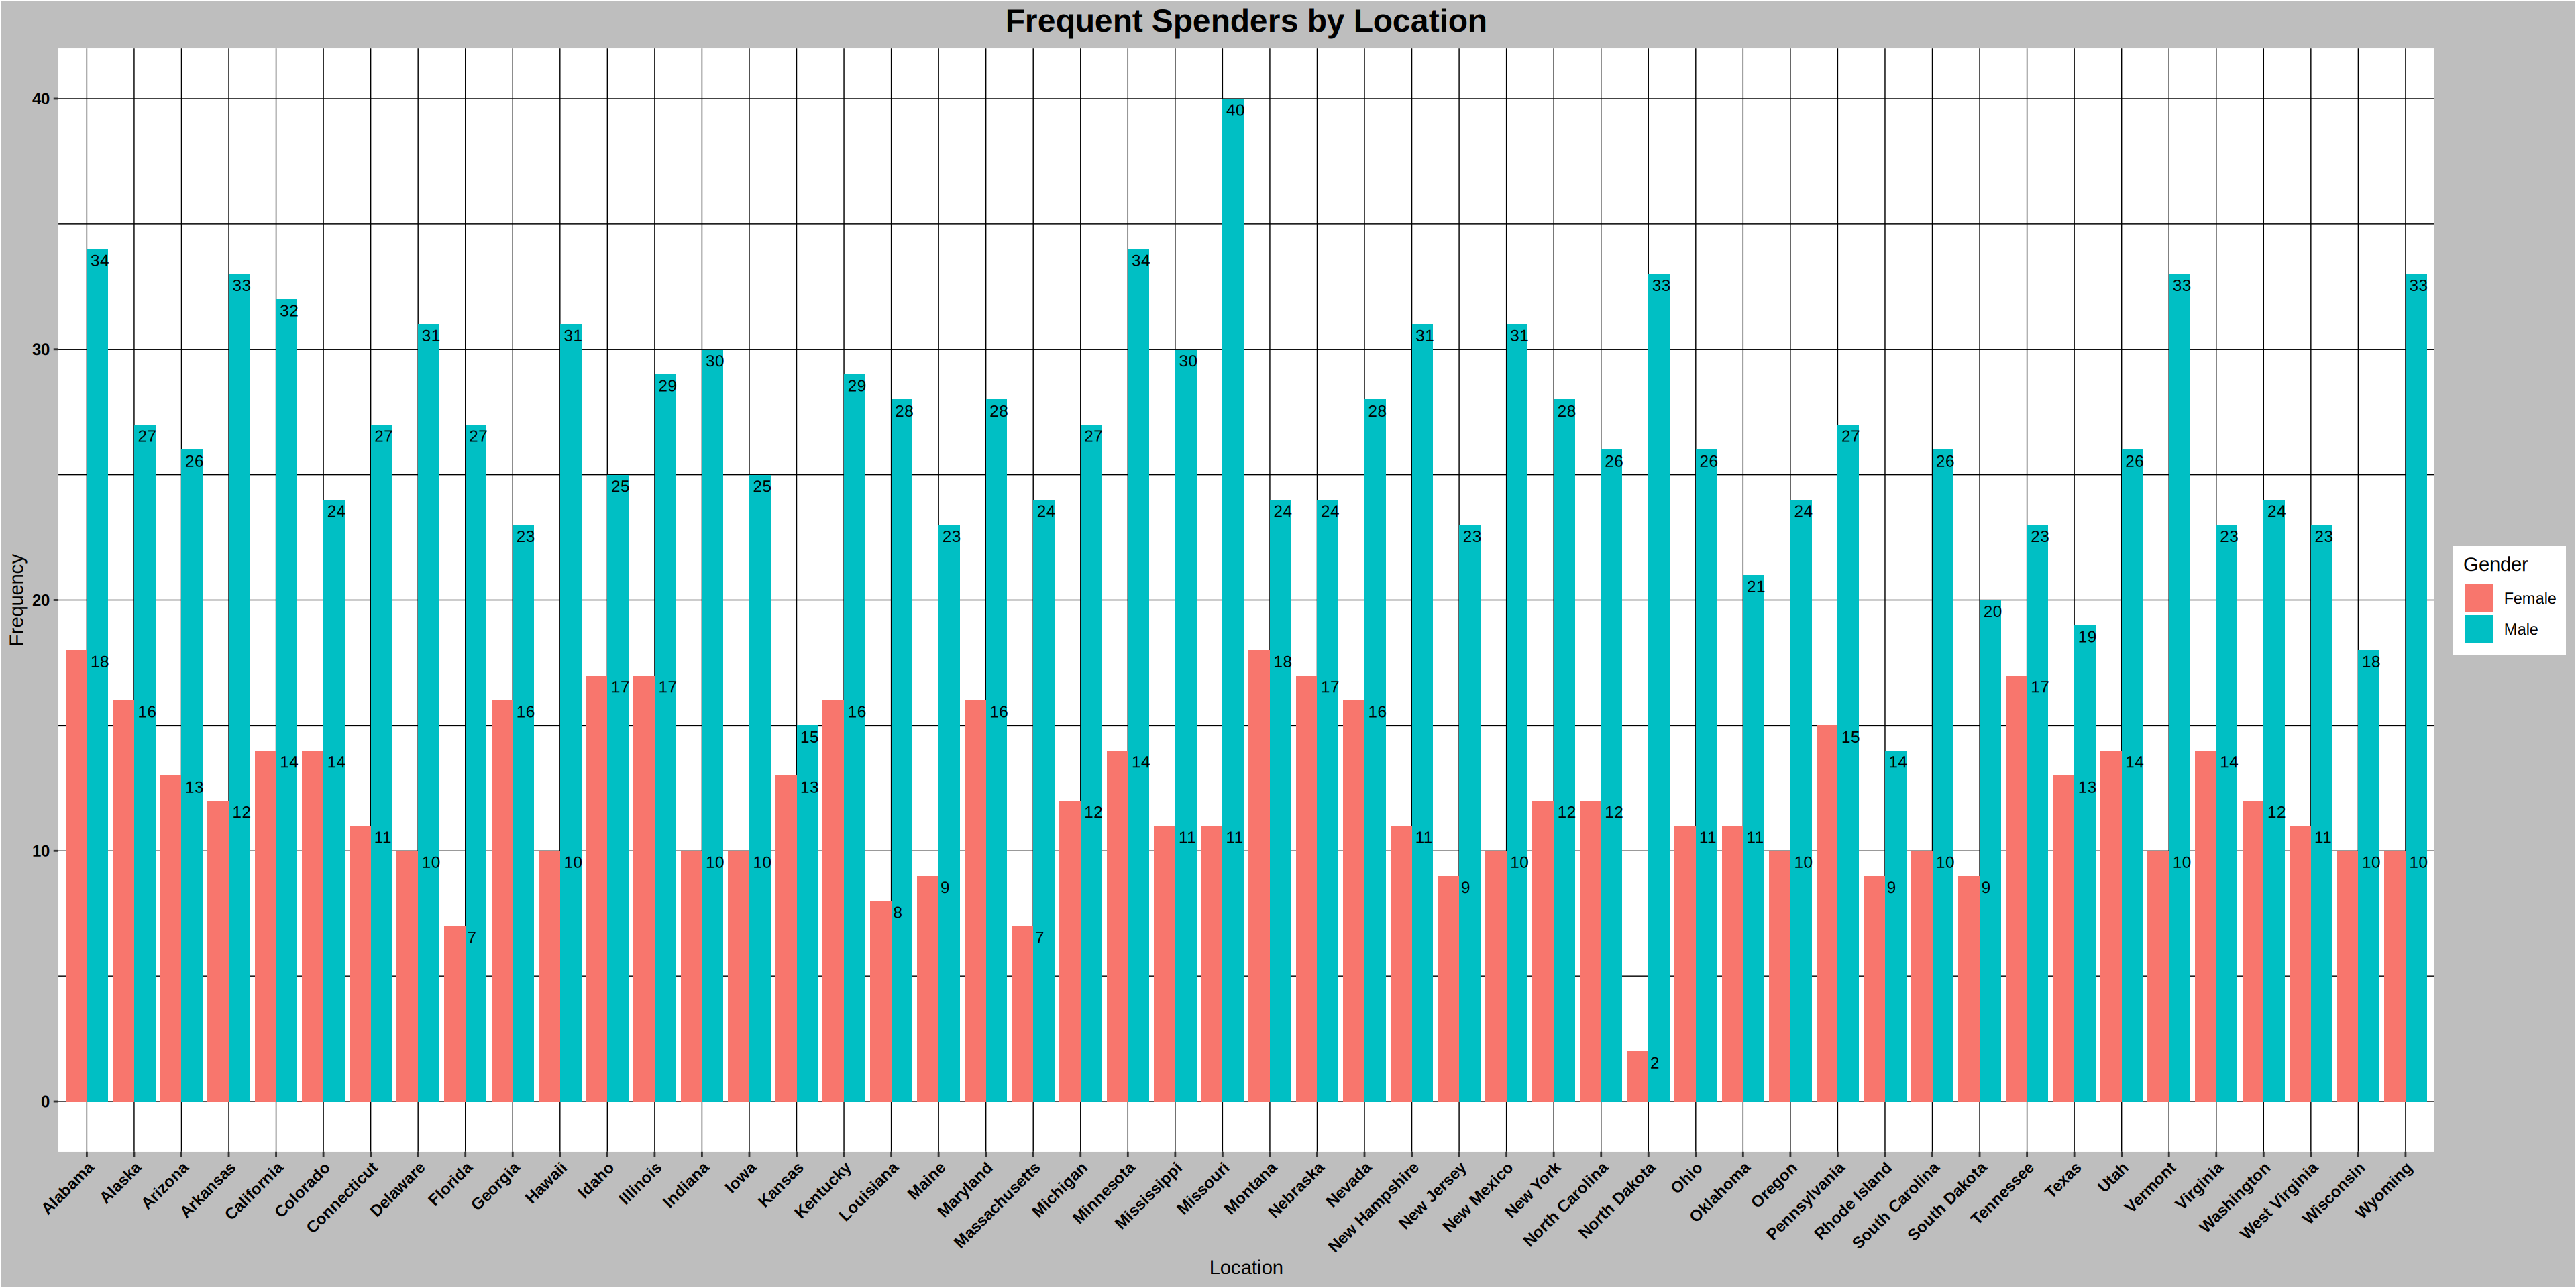 Frequent Spenders by Location
Frequency
40
30
20
10
0
34 27 26 33 32 24 27 31 27 23 31 25 29 30 25 15 29 28 23 28 24 27 34 30 40 24 24 28 31 23 31 28 26 33 26 21 24 27 14 26 20 23 19 26 33 23 24 23 18 33
18 16 13 12 14 14 11 10 7 16 10 17 17 10 10 13 16 8 9 16 7 12 14 11 11 18 17 16 11 9 10 12 12 2 11 11 10 15 9 10 9 17 13 14 10 14 12 11 10 10
Alabama
Alaska
Arizona
Arkansas
California
Colorado
Connecticut
Delaware
Florida
Georgia
Hawaii
Idaho
Illinois
Indiana
Iowa
Kansas
Kentucky
Louisiana
Maine
Maryland
Massachusetts
Michigan
Minnesota
Mississippi
Missouri
Montana
Nebraska
Nevada
New Hampshire
New Jersey
New Mexico
New York
North Carolina
North Dakota
Ohio
Oklahoma
Oregon
Pennsylvania
Rhode Island
South Carolina
South Dakota
Tennessee
Texas
Utah
Vermont
Virginia
Washington
West Virginia
Wisconsin
Wyoming
Location
Gender
Female
Male